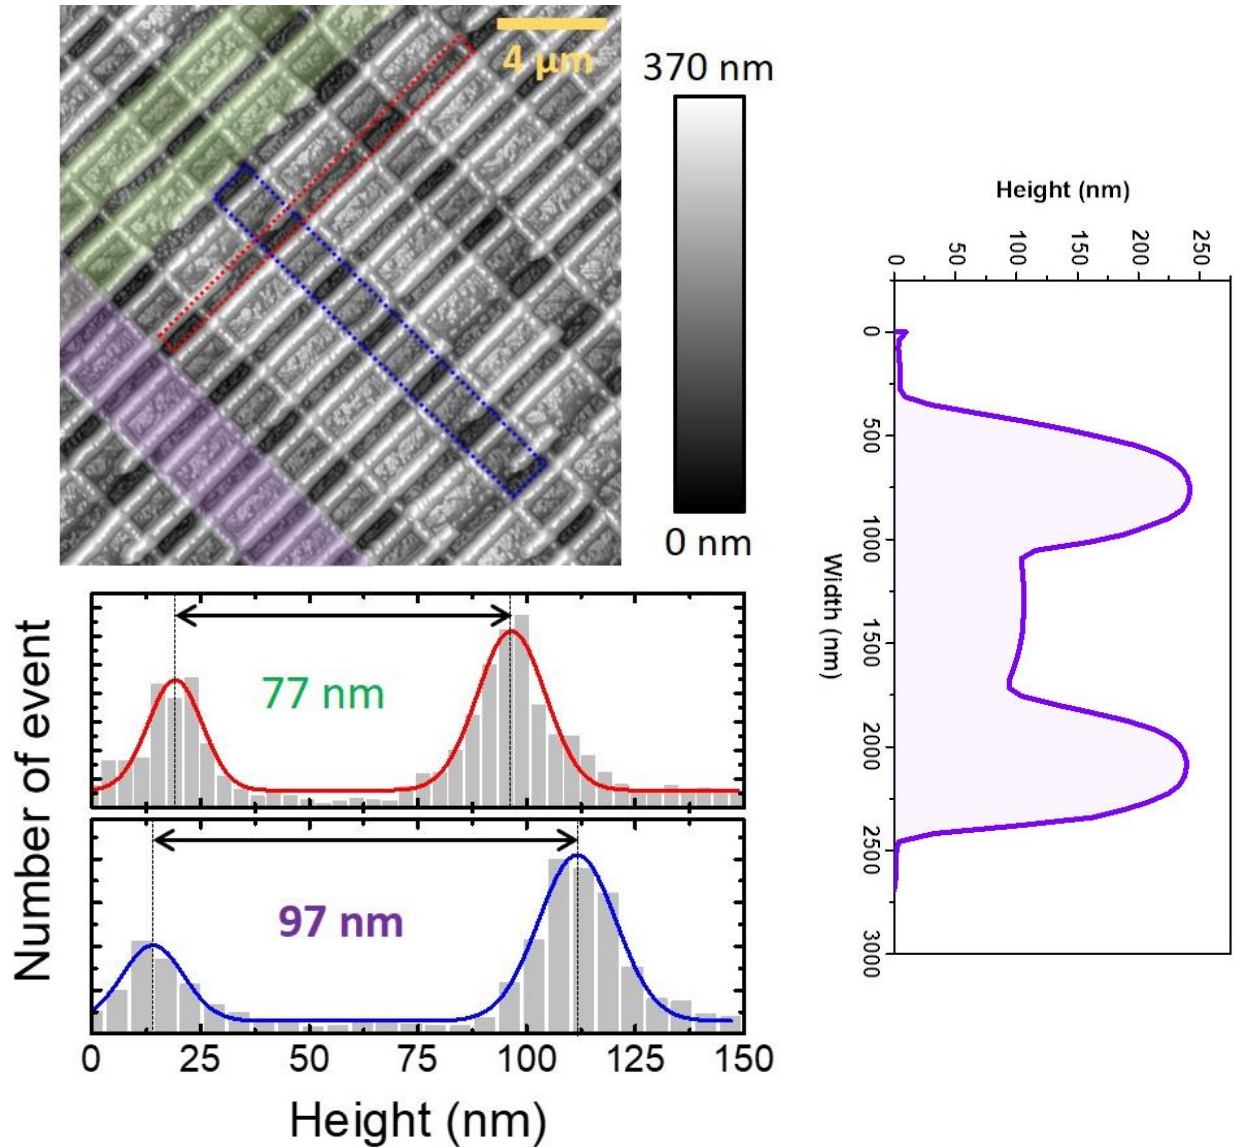 4 µm
370 nm
0 nm
Height (nm)
0 50 100 150 200 250
0
500
1000
1500
2000
2500
3000
Width (nm)
Number of event
77 nm
97 nm
0 25 50 75 100 125 150
Height (nm)